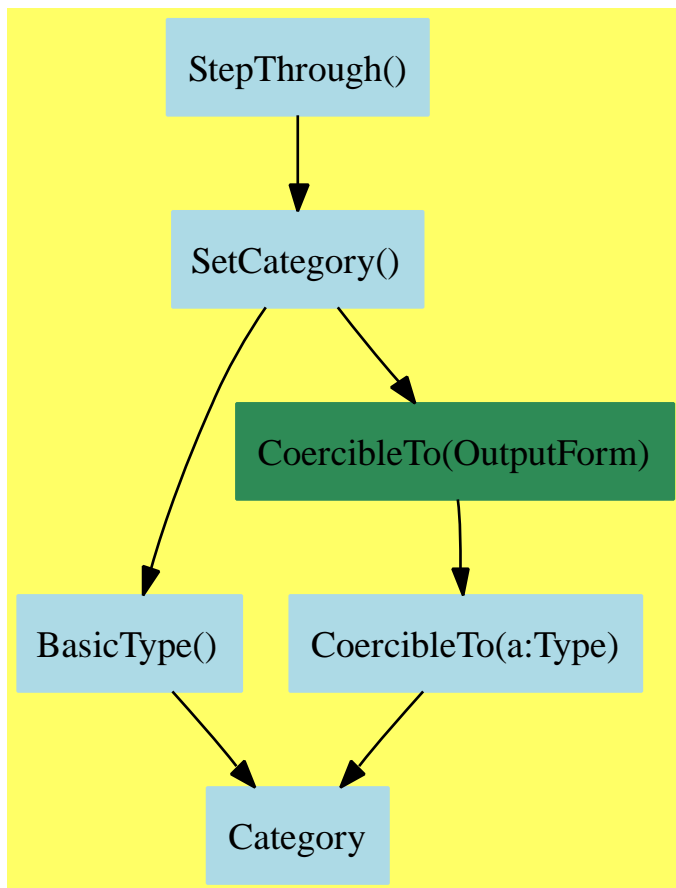 StepThrough()
SetCategory()
CoercibleTo(OutputForm)
BasicType()
CoercibleTo(a:Type)
Category